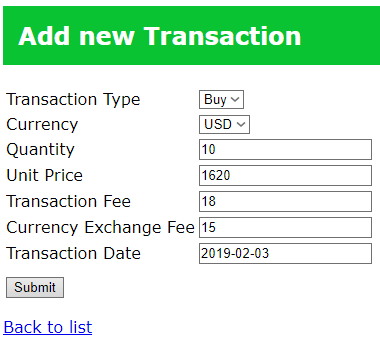 Add new Transaction
Transaction Type Buy
Currency USD
Quantity 10
Unit Price 1620
Transaction Fee 18
Currency Exchange Fee 15
Transaction Date 2019-02-03
Submit
Back to list